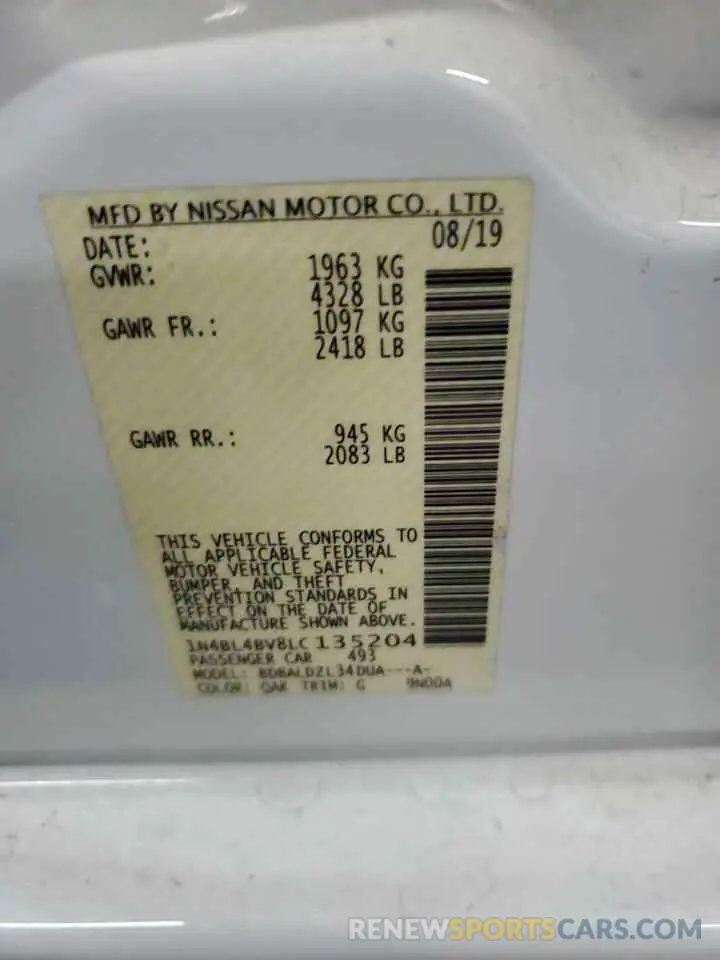 MFD BY NISSAN MOTOR CO., LTD.
DATE: 08/19
GVWR: 1963 KG
4328 LB
GAWR FR.: 1097 KG
2418 LB
GAWR RR.: 945 KG
2083 LB
THIS VEHICLE CONFORMS TO
ALL APPLICABLE FEDERAL
MOTOR VEHICLE SAFETY,
BUMPER, AND THEFT
PREVENTION STANDARDS IN
EFFECT ON THE DATE OF
MANUFACTURE SHOWN ABOVE.
1N4BL4BV8LC135204
PASSENGER CAR 493
MODEL: BDBALDZL34DUA---A-
COLOR: QAK TRIM: G 9N00A
RENEWSPORTSCARS.COM